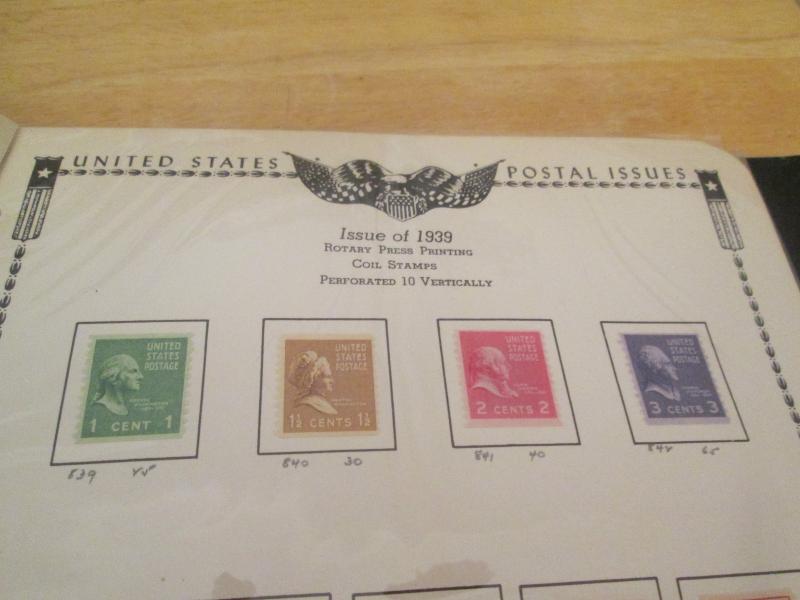 UNITED STATES POSTAL ISSUES
Issue of 1939
ROTARY PRESS PRINTING
COIL STAMPS
PERFORATED 10 VERTICALLY
UNITED STATES POSTAGE
1 CENT 1
UNITED STATES POSTAGE
1½ CENTS 1½
UNITED STATES POSTAGE
2 CENTS 2
UNITED STATES POSTAGE
3 CENTS 3
839
840 30
841 40
842 65